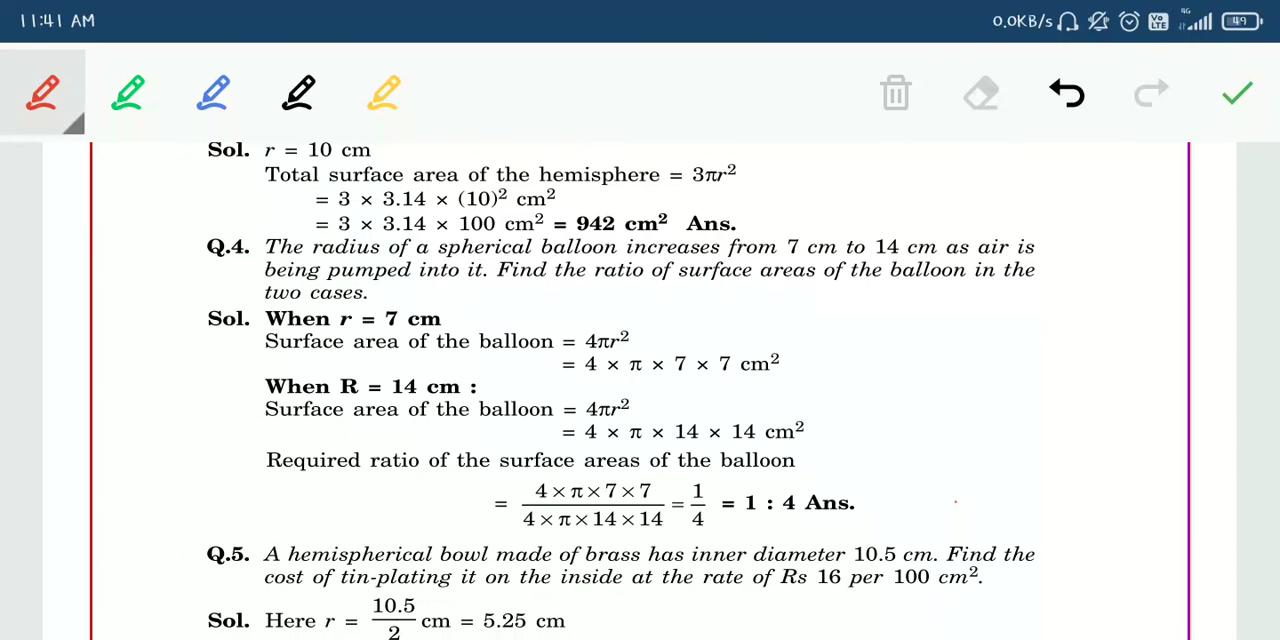 11:41 AM
0.0KB/s 4G Vo LTE 49
Sol. r = 10 cm
Total surface area of the hemisphere = 3πr²
= 3 × 3.14 × (10)² cm²
= 3 × 3.14 × 100 cm² = 942 cm² Ans.
Q.4. The radius of a spherical balloon increases from 7 cm to 14 cm as air is
being pumped into it. Find the ratio of surface areas of the balloon in the
two cases.
Sol. When r = 7 cm
Surface area of the balloon = 4πr²
= 4 × π × 7 × 7 cm²
When R = 14 cm :
Surface area of the balloon = 4πr²
= 4 × π × 14 × 14 cm²
Required ratio of the surface areas of the balloon
= 4×π×7×7 / 4×π×14×14 = 1/4 = 1 : 4 Ans.
Q.5. A hemispherical bowl made of brass has inner diameter 10.5 cm. Find the
cost of tin-plating it on the inside at the rate of Rs 16 per 100 cm².
Sol. Here r = 10.5/2 cm = 5.25 cm